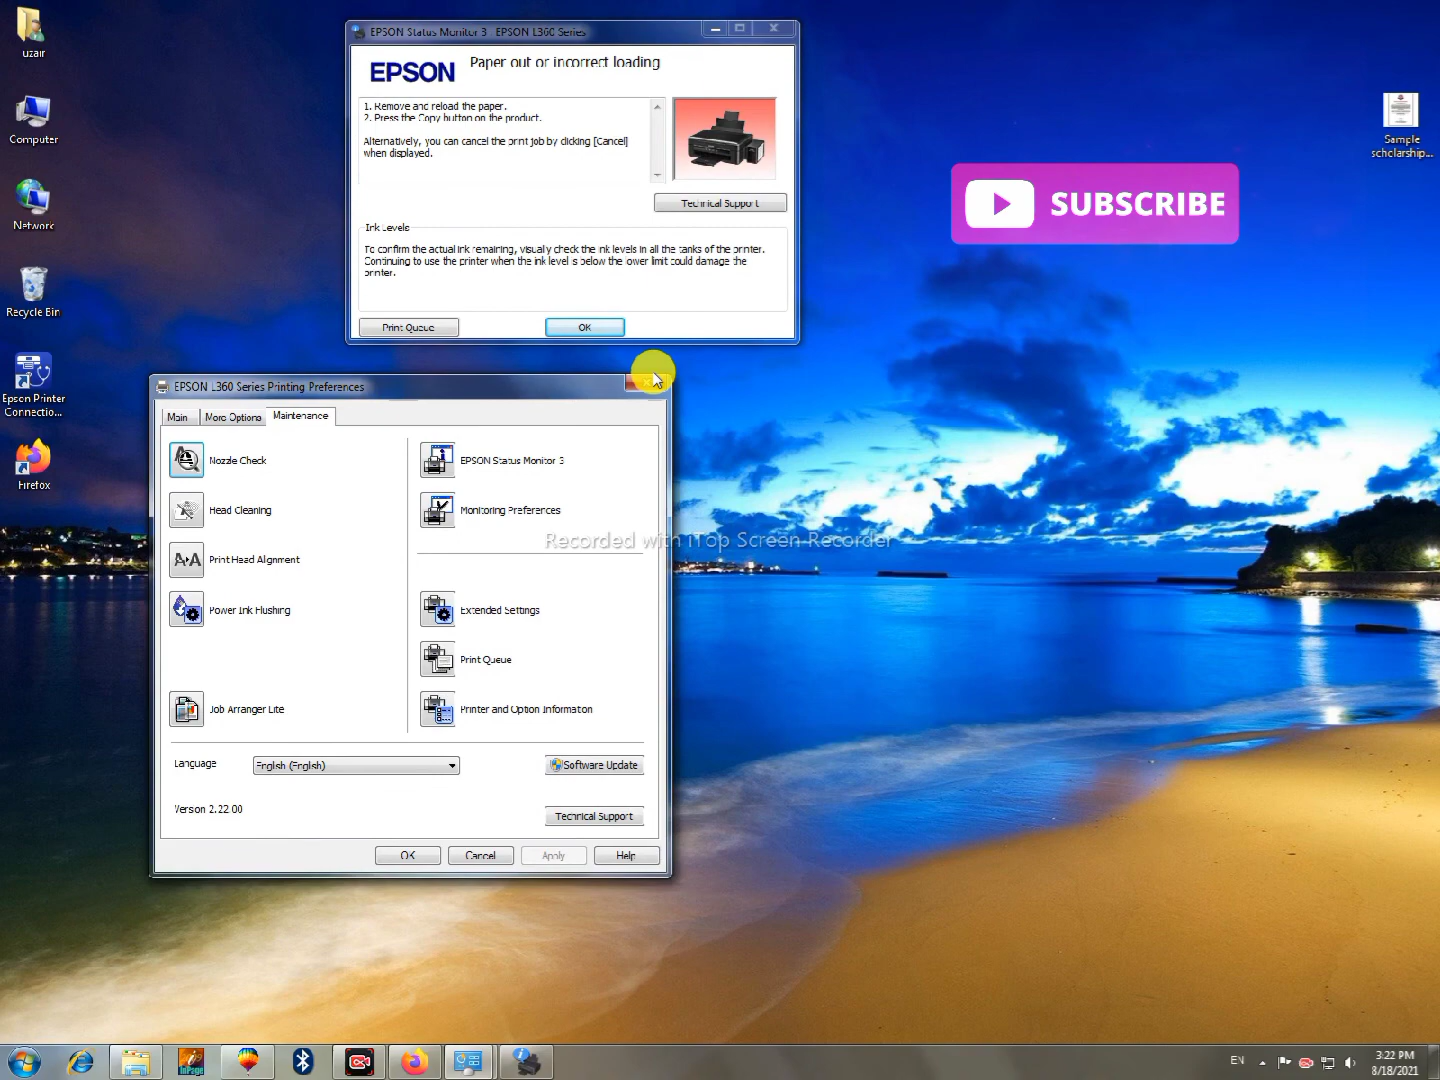 uzair
Computer
Network
Recycle Bin
Epson Printer
Connectio...
Firefox
EPSON Status Monitor 3 EPSON L360 Series
EPSON
Paper out or incorrect loading
1. Remove and reload the paper.
2. Press the Copy button on the product.
Alternatively, you can cancel the print job by clicking [Cancel]
when displayed.
Technical Support
Ink Levels
To confirm the actual ink remaining, visually check the ink levels in all the tanks of the printer.
Continuing to use the printer when the ink level is below the lower limit could damage the
printer.
Print Queue
OK
Sample
scholarship...
SUBSCRIBE
EPSON L360 Series Printing Preferences
Main
More Options
Maintenance
Nozzle Check
Head Cleaning
Print Head Alignment
Power Ink Flushing
Job Arranger Lite
EPSON Status Monitor 3
Monitoring Preferences
Extended Settings
Print Queue
Printer and Option Information
Language
English (English)
Software Update
Version 2.22.00
Technical Support
OK
Cancel
Apply
Help
Recorded with iTop Screen Recorder
InPage
EN
3:22 PM
8/18/2021